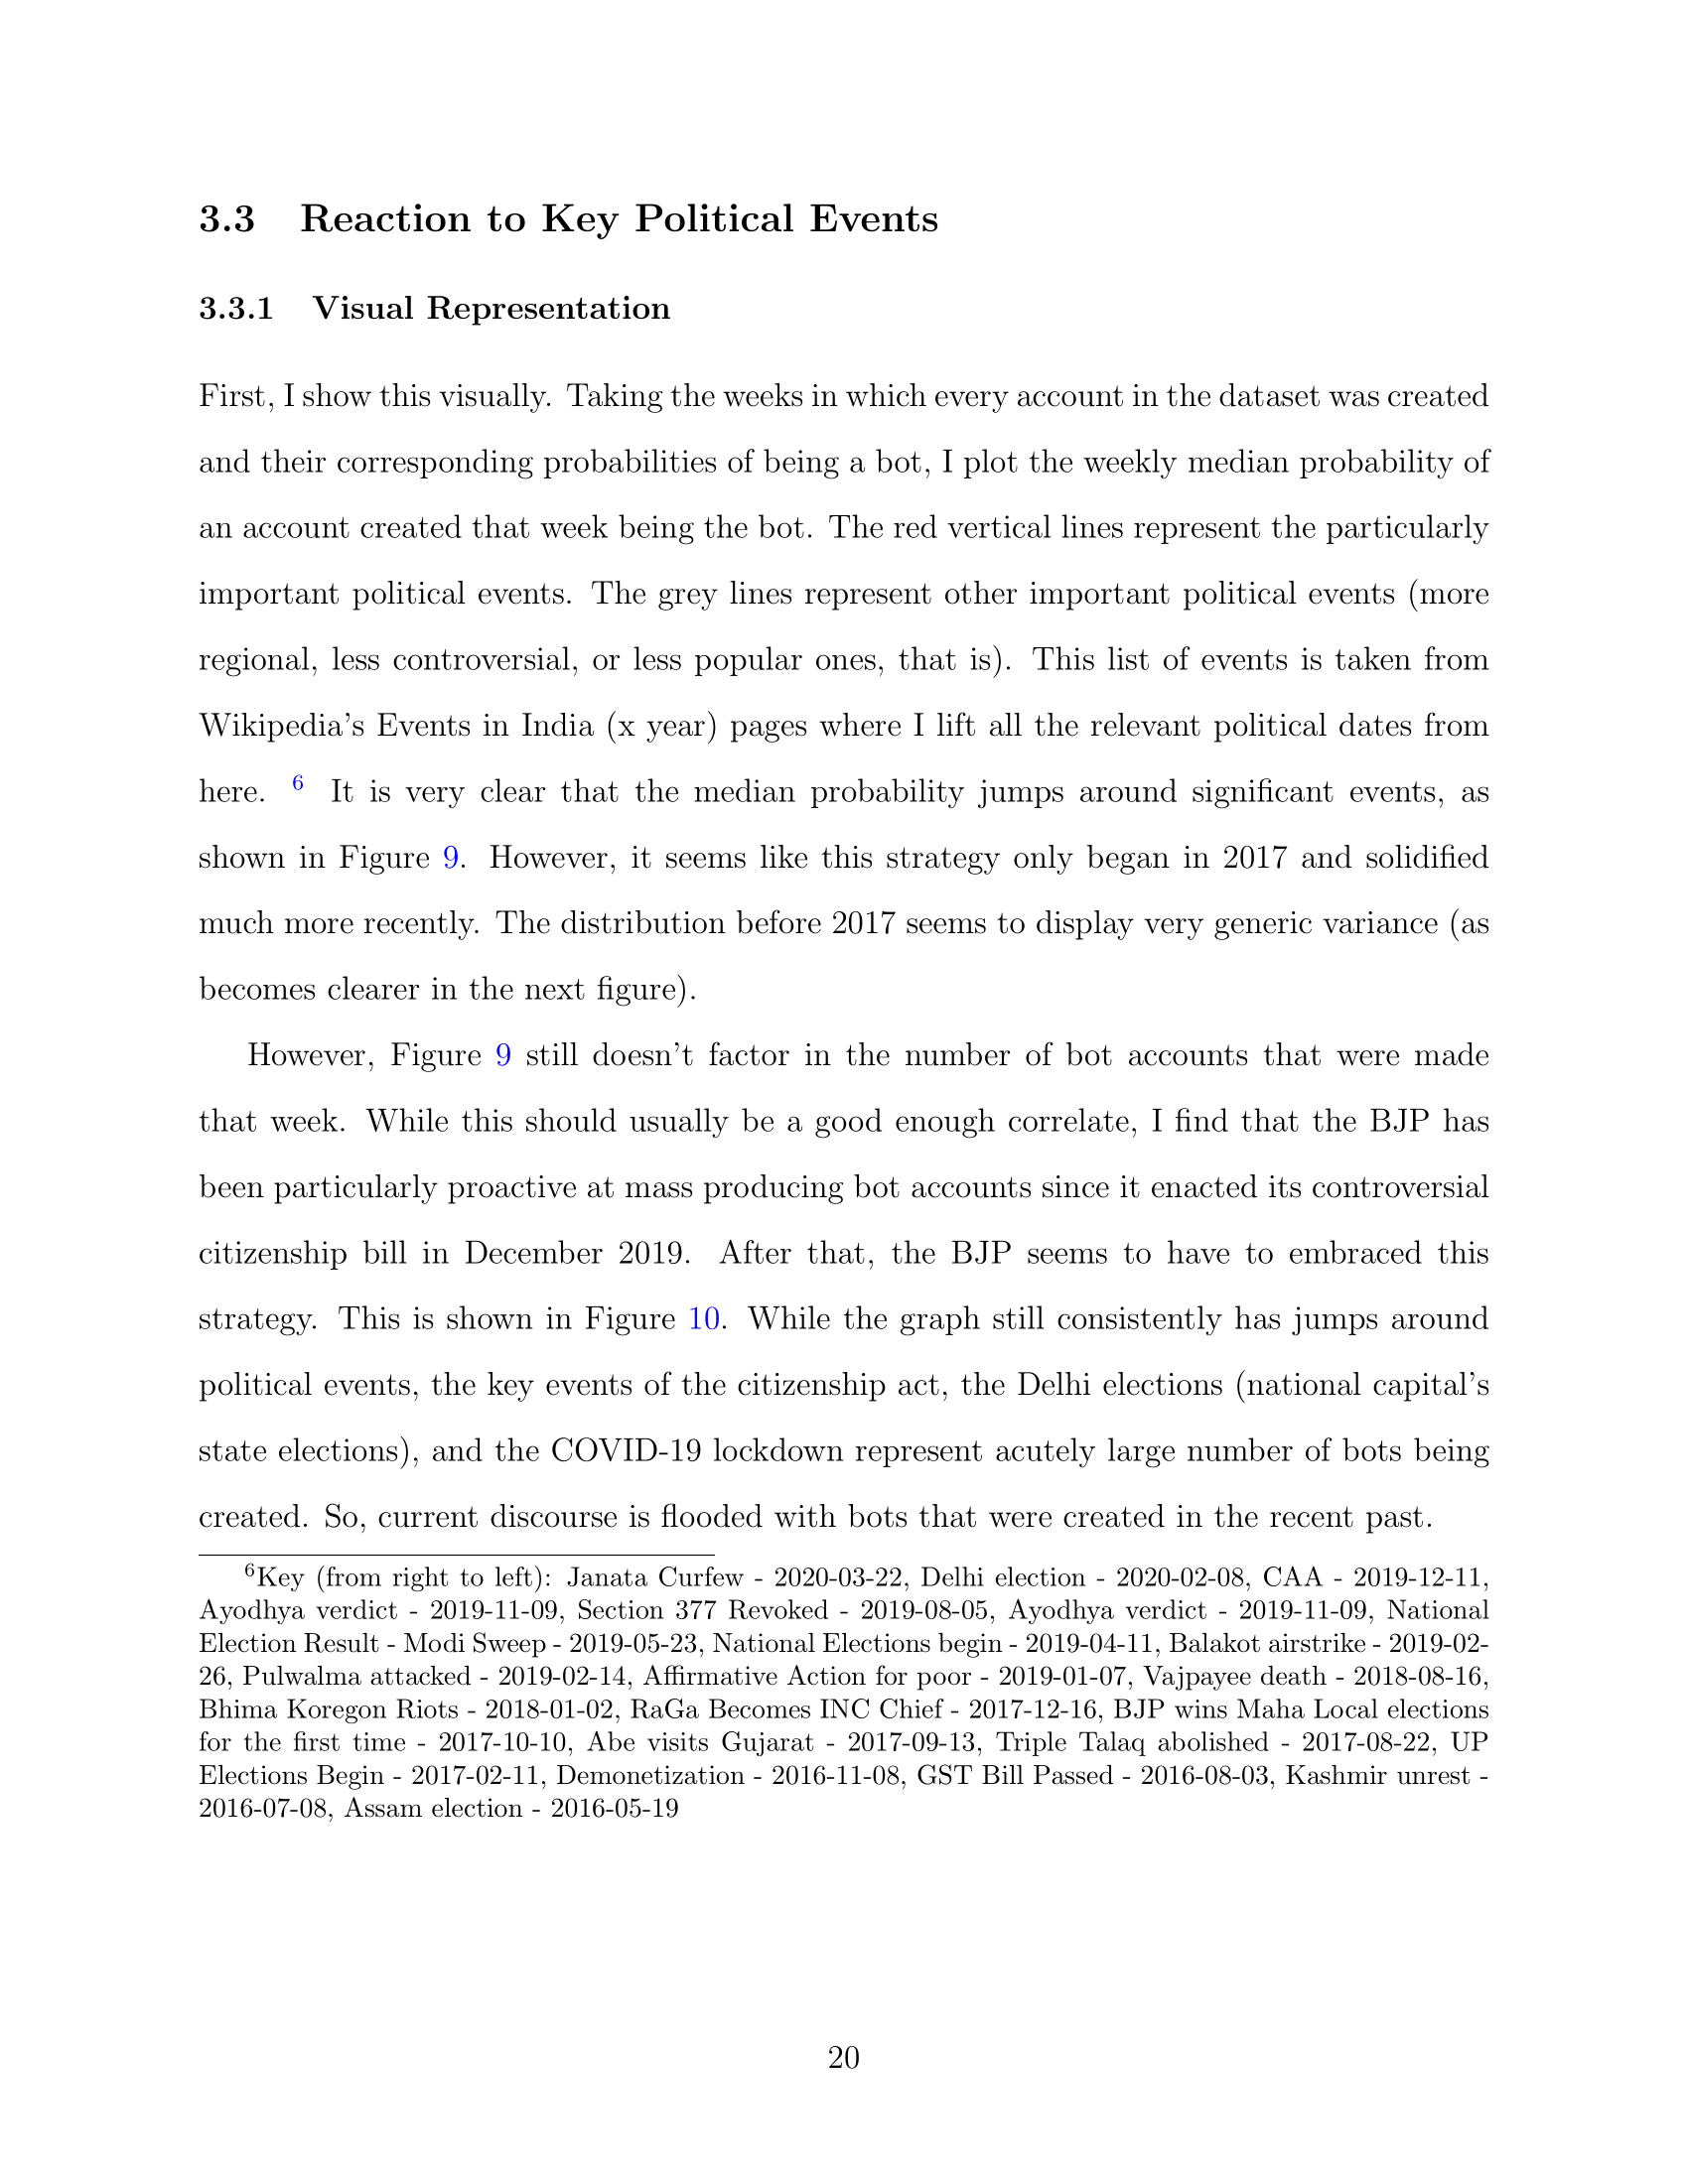 3.3 Reaction to Key Political Events
3.3.1 Visual Representation
First, I show this visually. Taking the weeks in which every account in the dataset was created
and their corresponding probabilities of being a bot, I plot the weekly median probability of
an account created that week being the bot. The red vertical lines represent the particularly
important political events. The grey lines represent other important political events (more
regional, less controversial, or less popular ones, that is). This list of events is taken from
Wikipedia's Events in India (x year) pages where I lift all the relevant political dates from
here. 6 It is very clear that the median probability jumps around significant events, as
shown in Figure 9. However, it seems like this strategy only began in 2017 and solidified
much more recently. The distribution before 2017 seems to display very generic variance (as
becomes clearer in the next figure).
However, Figure 9 still doesn't factor in the number of bot accounts that were made
that week. While this should usually be a good enough correlate, I find that the BJP has
been particularly proactive at mass producing bot accounts since it enacted its controversial
citizenship bill in December 2019. After that, the BJP seems to have to embraced this
strategy. This is shown in Figure 10. While the graph still consistently has jumps around
political events, the key events of the citizenship act, the Delhi elections (national capital's
state elections), and the COVID-19 lockdown represent acutely large number of bots being
created. So, current discourse is flooded with bots that were created in the recent past.
6Key (from right to left): Janata Curfew - 2020-03-22, Delhi election - 2020-02-08, CAA - 2019-12-11,
Ayodhya verdict - 2019-11-09, Section 377 Revoked - 2019-08-05, Ayodhya verdict - 2019-11-09, National
Election Result - Modi Sweep - 2019-05-23, National Elections begin - 2019-04-11, Balakot airstrike - 2019-02-
26, Pulwalma attacked - 2019-02-14, Affirmative Action for poor - 2019-01-07, Vajpayee death - 2018-08-16,
Bhima Koregon Riots - 2018-01-02, RaGa Becomes INC Chief - 2017-12-16, BJP wins Maha Local elections
for the first time - 2017-10-10, Abe visits Gujarat - 2017-09-13, Triple Talaq abolished - 2017-08-22, UP
Elections Begin - 2017-02-11, Demonetization - 2016-11-08, GST Bill Passed - 2016-08-03, Kashmir unrest -
2016-07-08, Assam election - 2016-05-19
20